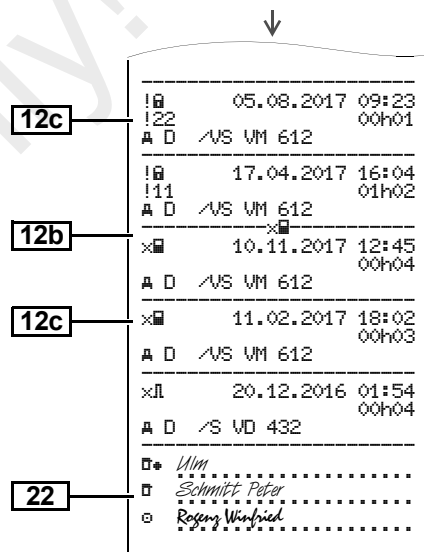 ly!
!22 05.08.2017 09:23
00h01
12c
D /VS VM 612
! 17.04.2017 16:04
!11 01h02
D /VS VM 612
12b
x 10.11.2017 12:45
00h04
D /VS VM 612
12c
x 11.02.2017 18:02
00h03
D /VS VM 612
x 20.12.2016 01:54
00h04
D /S VD 432
Ulm
22
Schmitt Peter
Rogenz Winfried